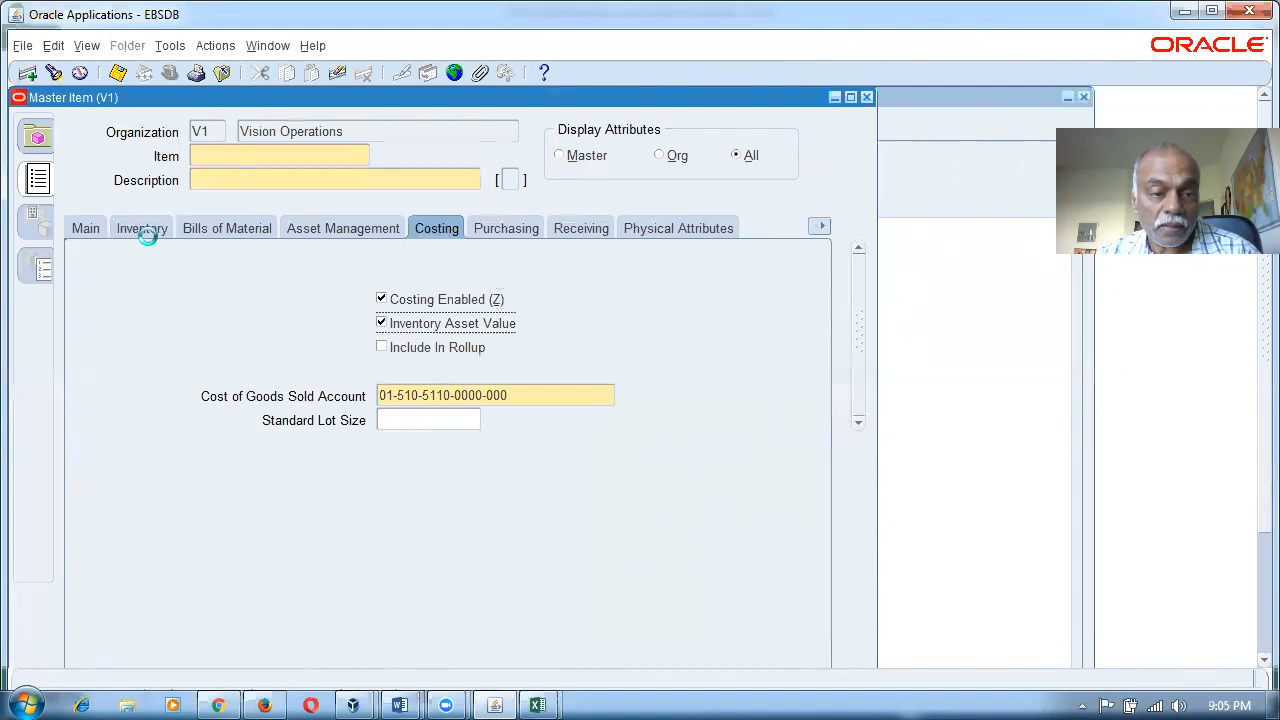 Oracle Applications - EBSDB
File Edit View Folder Tools Actions Window Help
ORACLE
Master Item (V1)
Organization V1 Vision Operations
Display Attributes
Item
Master Org All
Description [ ]
Main Inventory Bills of Material Asset Management Costing Purchasing Receiving Physical Attributes
Costing Enabled (Z)
Inventory Asset Value
Include In Rollup
Cost of Goods Sold Account 01-510-5110-0000-000
Standard Lot Size
9:05 PM